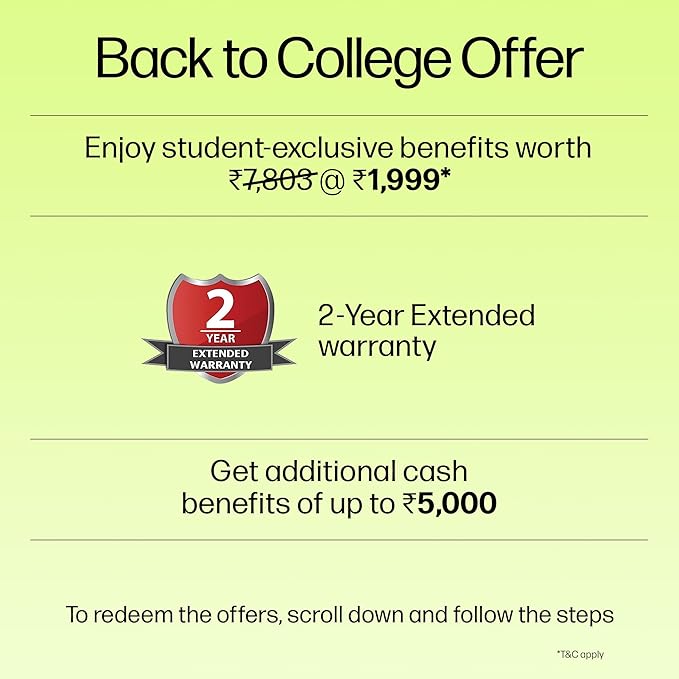 Back to College Offer
Enjoy student-exclusive benefits worth
₹7,803 @ ₹1,999*
2
YEAR
EXTENDED
WARRANTY
2-Year Extended
warranty
Get additional cash
benefits of up to ₹5,000
To redeem the offers, scroll down and follow the steps
*T&C apply